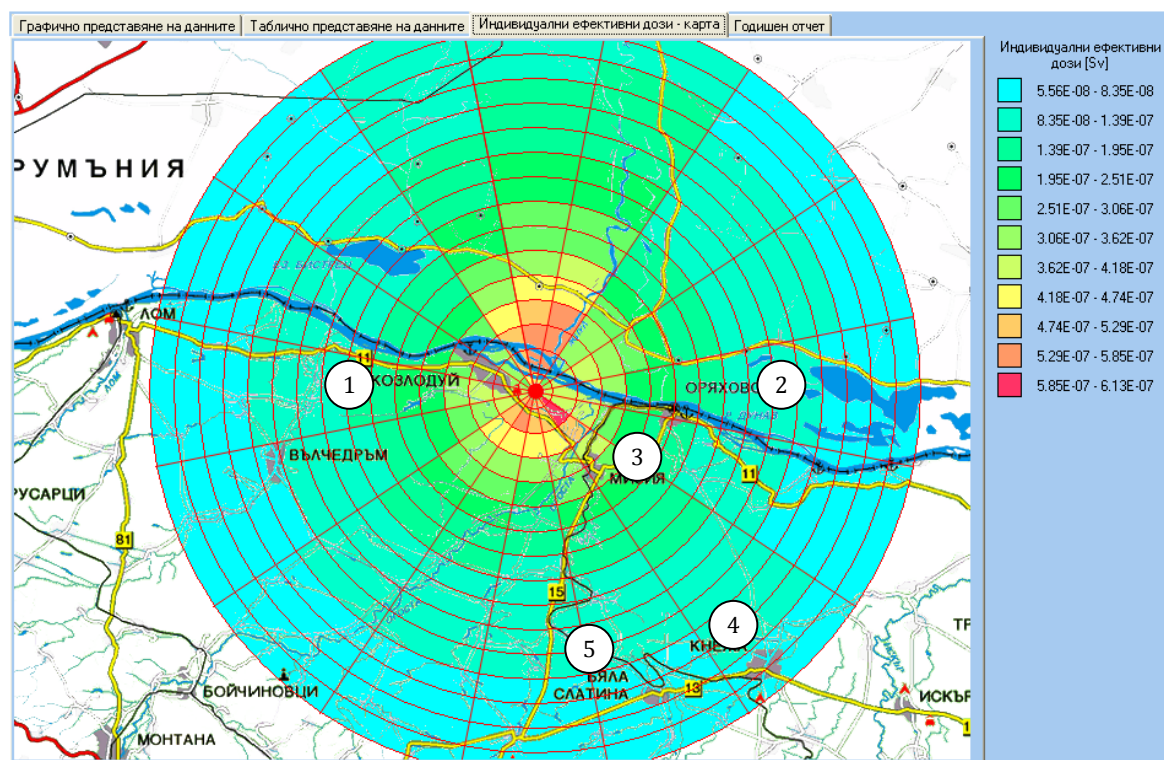 Графично представяне на данните
Таблично представяне на данните
Индивидуални ефективни дози - карта
Годишен отчет
Индивидуални ефективни
дози [Sv]
5.56E-08 - 8.35E-08
8.35E-08 - 1.39E-07
1.39E-07 - 1.95E-07
1.95E-07 - 2.51E-07
2.51E-07 - 3.06E-07
3.06E-07 - 3.62E-07
3.62E-07 - 4.18E-07
4.18E-07 - 4.74E-07
4.74E-07 - 5.29E-07
5.29E-07 - 5.85E-07
5.85E-07 - 6.13E-07
РУМЪНИЯ
ЛОМ
ЛОМ
11
КОЗЛОДУЙ
1
ОРЯХОВО
2
Р. ДУНАВ
ВЪЛЧЕДРЪМ
3
МИЗИЯ
11
РУСАРЦИ
81
15
ОГОСТА
4
КНЕЖА
5
БЯЛА
СЛАТИНА
13
БОЙЧИНОВЦИ
ИСКЪР
МОНТАНА